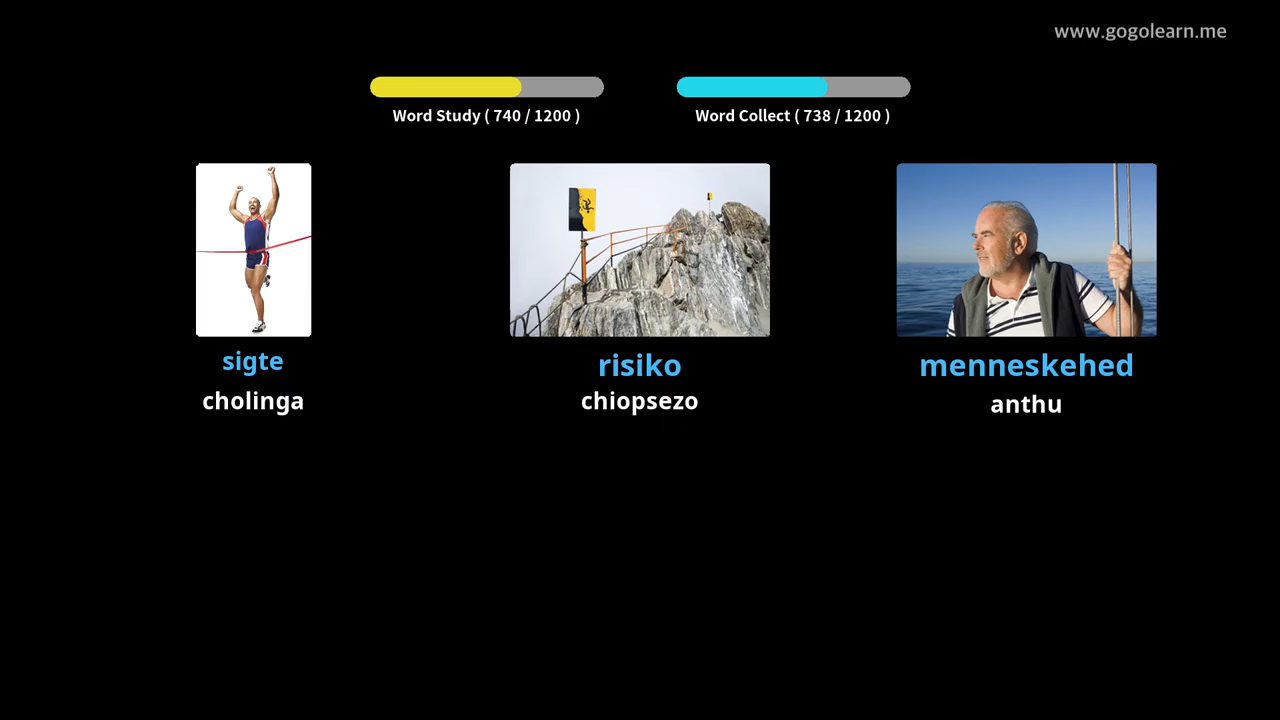 www.gogolearn.me
Word Study ( 740 / 1200 )
Word Collect ( 738 / 1200 )
sigte
cholinga
risiko
chiopsezo
menneskehed
anthu